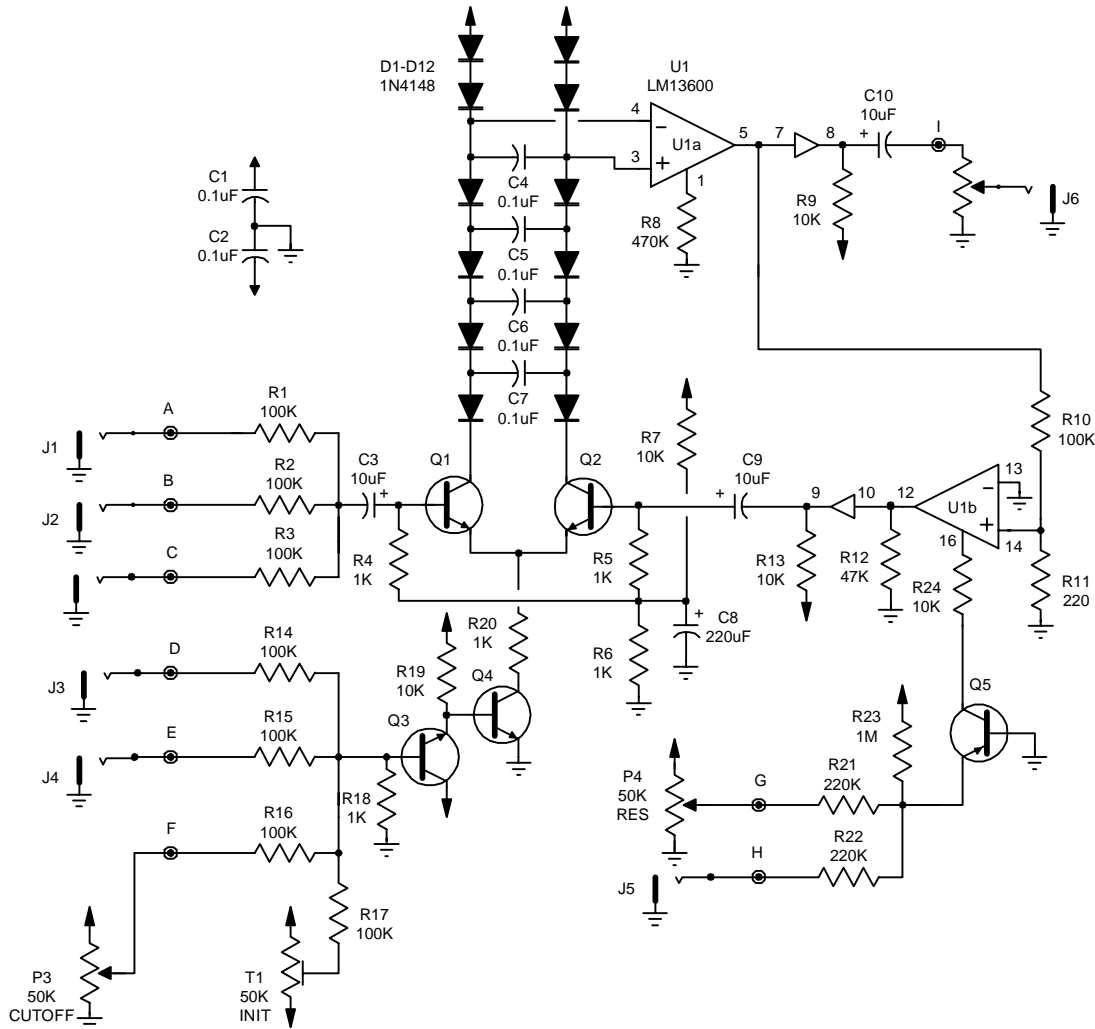 D1-D12
1N4148
U1
LM13600
C10
10uF
I
4
3
U1a
5
7
8
1
+
−
+
J6
C1
0.1uF
C2
0.1uF
C4
0.1uF
R8
470K
R9
10K
C5
0.1uF
C6
0.1uF
C7
0.1uF
R1
100K
A
J1
R2
100K
B
J2
R3
100K
C
C3
10uF
+
Q1
Q2
R7
10K
C9
10uF
+
9
10
12
U1b
13
−
+
14
16
R10
100K
R4
1K
R5
1K
R13
10K
R12
47K
R24
10K
R11
220
R20
1K
R6
1K
C8
220uF
+
R14
100K
D
J3
R19
10K
Q4
Q3
Q5
R15
100K
E
J4
R18
1K
R23
1M
P4
50K
RES
G
R21
220K
R16
100K
F
H
R22
220K
J5
R17
100K
P3
50K
CUTOFF
T1
50K
INIT